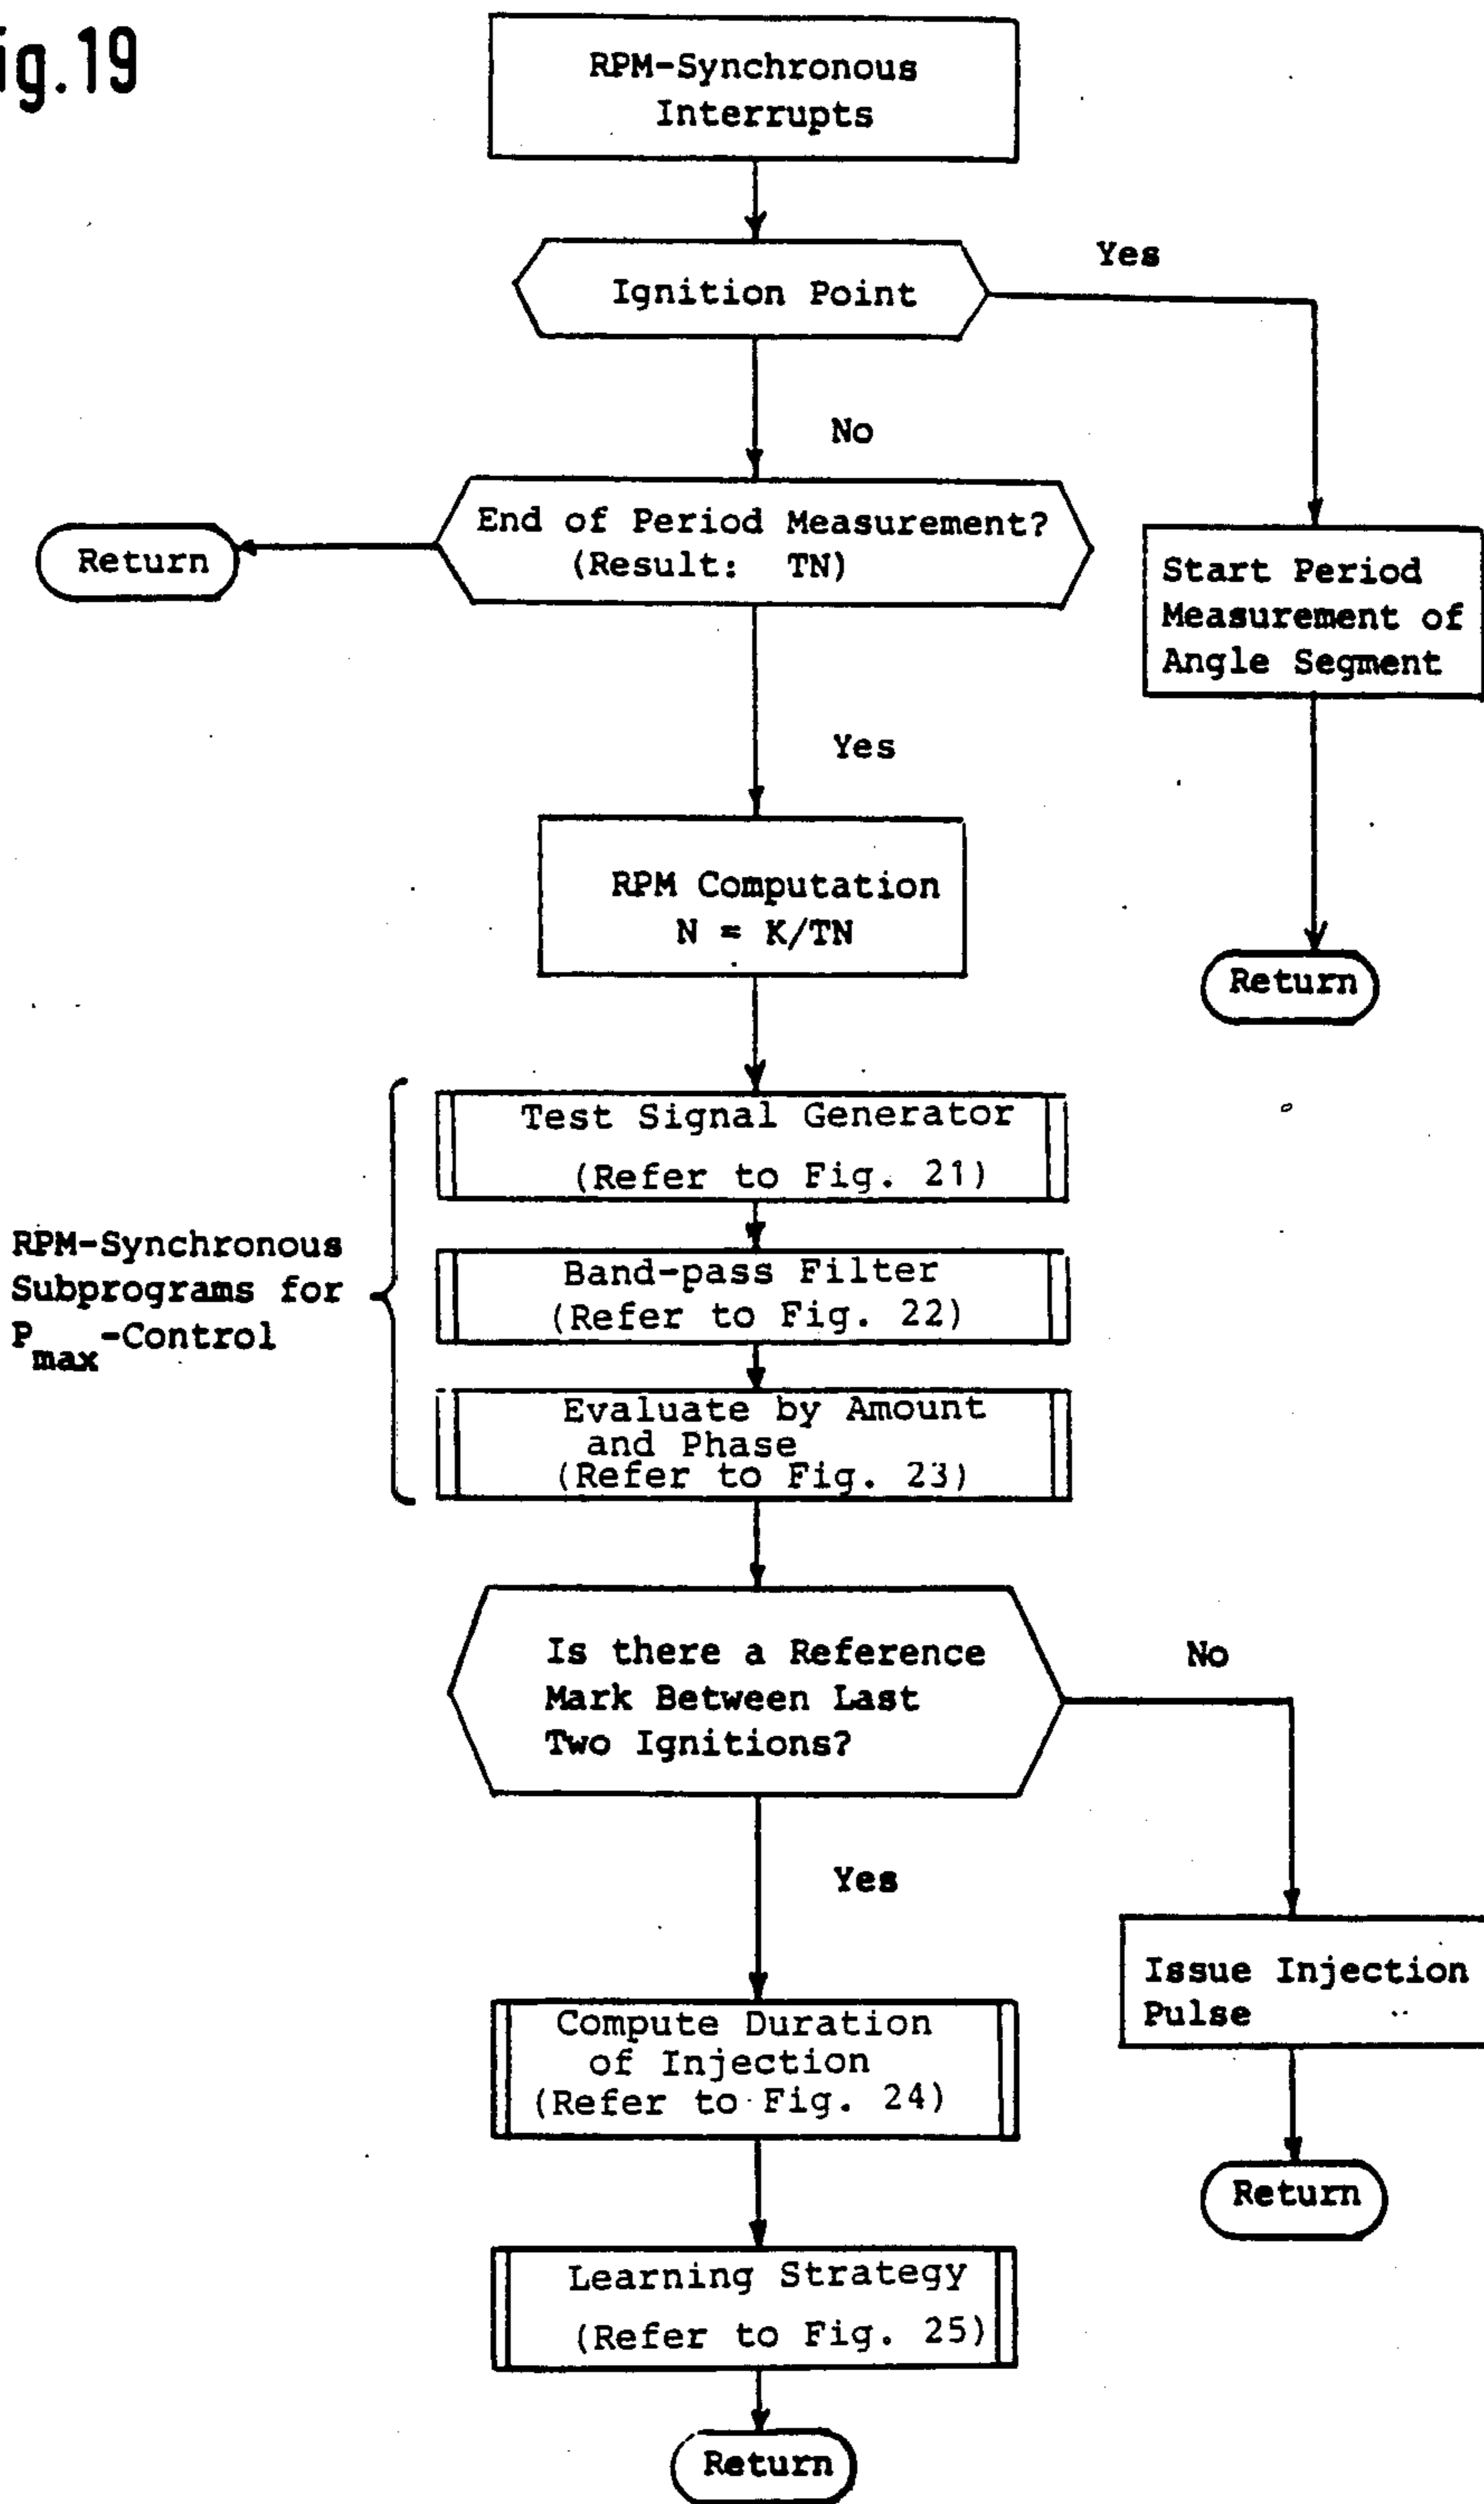 ig.19
RPM-Synchronous
Interrupts
Ignition Point
Yes
No
End of Period Measurement?
(Result: TN)
Return
Start Period
Measurement of
Angle Segment
Yes
RPM Computation
N = K/TN
Return
Test Signal Generator
(Refer to Fig. 21)
RPM-Synchronous
Subprograms for
Pmax-Control
Band-pass Filter
(Refer to Fig. 22)
Evaluate by Amount
and Phase
(Refer to Fig. 23)
Is there a Reference
Mark Between Last
Two Ignitions?
No
Yes
Issue Injection
Pulse
Compute Duration
of Injection
(Refer to Fig. 24)
Return
Learning Strategy
(Refer to Fig. 25)
Return